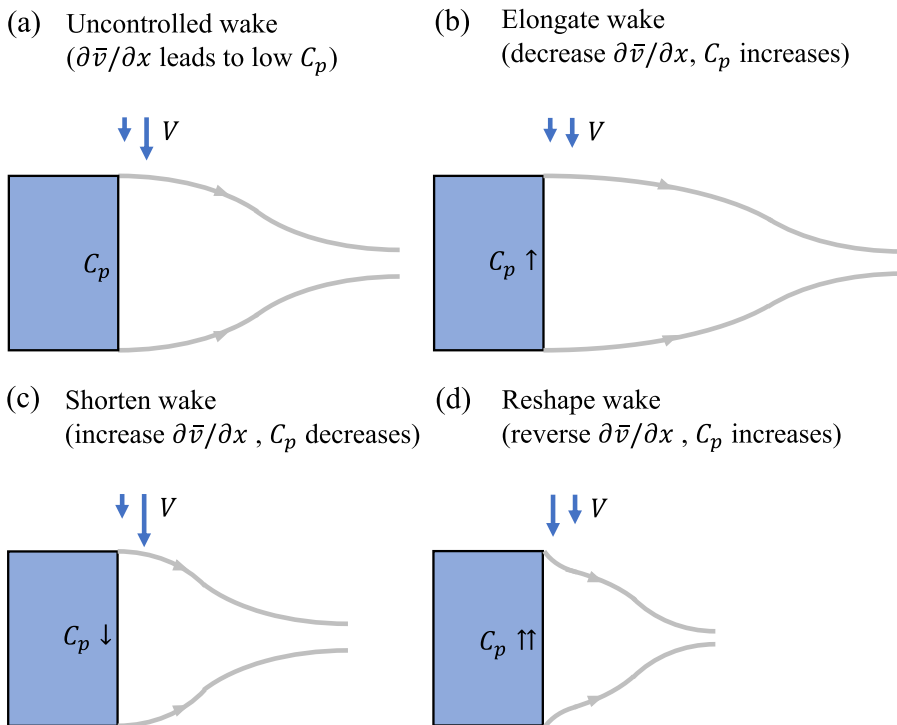 (a) Uncontrolled wake
(∂v̄/∂x leads to low Cₚ)
V
Cₚ
(b) Elongate wake
(decrease ∂v̄/∂x, Cₚ increases)
V
Cₚ ↑
(c) Shorten wake
(increase ∂v̄/∂x , Cₚ decreases)
V
Cₚ ↓
(d) Reshape wake
(reverse ∂v̄/∂x , Cₚ increases)
V
Cₚ ⇈